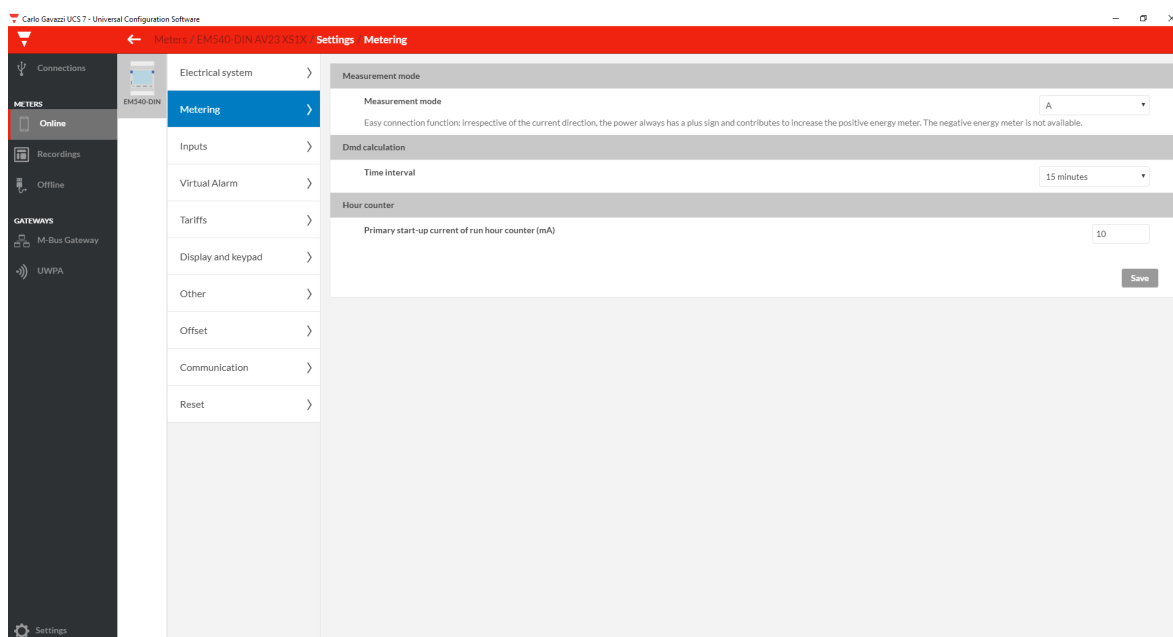 Carlo Gavazzi UCS 7 - Universal Configuration Software
Meters / EM540-DIN AV23 XS1X / Settings / Metering
Connections
METERS
Online
Recordings
Offline
GATEWAYS
M-Bus Gateway
UWPA
Settings
EM540-DIN
Electrical system
Metering
Inputs
Virtual Alarm
Tariffs
Display and keypad
Other
Offset
Communication
Reset
Measurement mode
Measurement mode
A
Easy connection function: irrespective of the current direction, the power always has a plus sign and contributes to increase the positive energy meter. The negative energy meter is not available.
Dmd calculation
Time interval
15 minutes
Hour counter
Primary start-up current of run hour counter (mA)
10
Save